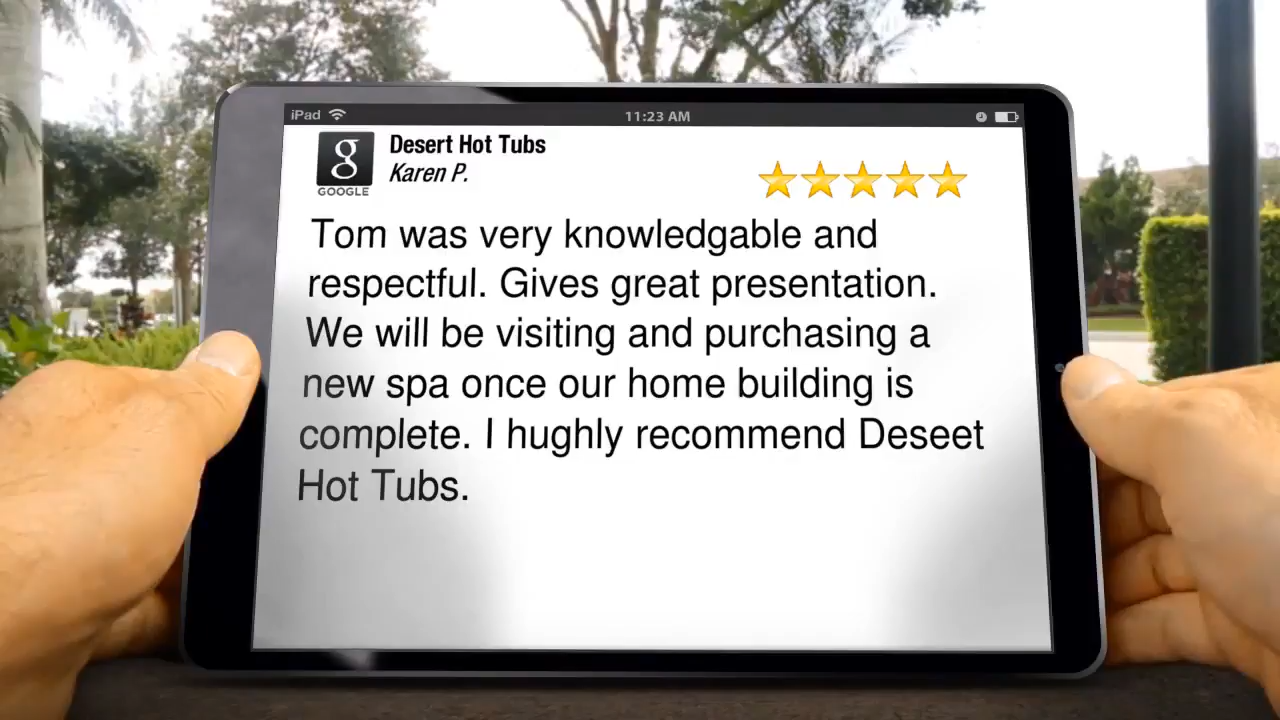 iPad 11:23 AM
g
GOOGLE
Desert Hot Tubs
Karen P.
Tom was very knowledgable and
respectful. Gives great presentation.
We will be visiting and purchasing a
new spa once our home building is
complete. I hughly recommend Deseet
Hot Tubs.